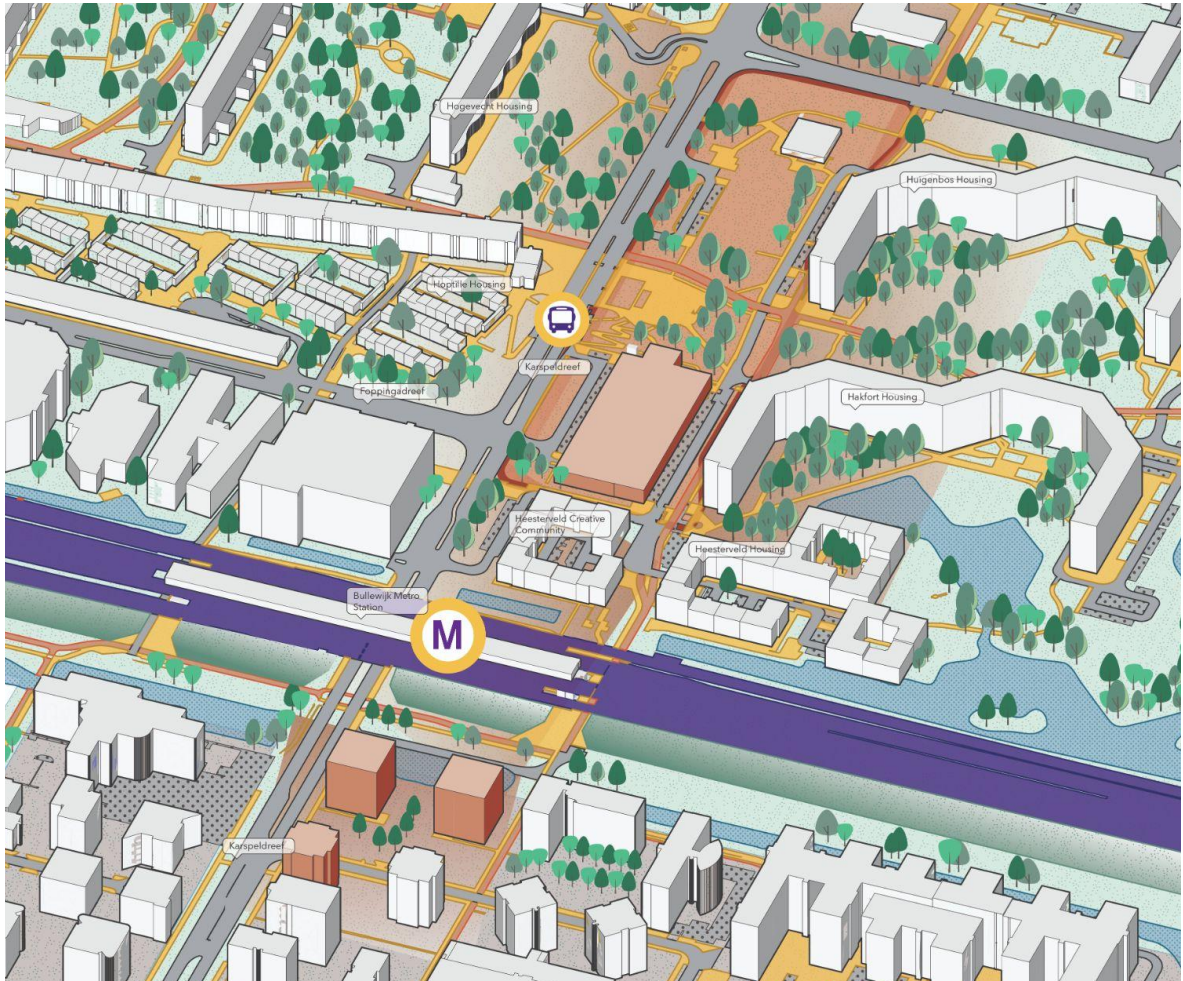 Hogevecht Housing
Huigenbos Housing
Hoptille Housing
Karspeldreef
Foppingadreef
Hakfort Housing
Heesterveld Creative
Community
Heesterveld Housing
Bullewijk Metro
Station
M
Karspeldreef